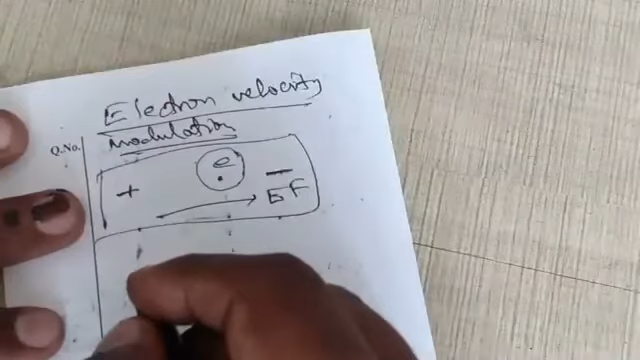 Electron velocity
modulation
Q.No.
e
+ −
EF